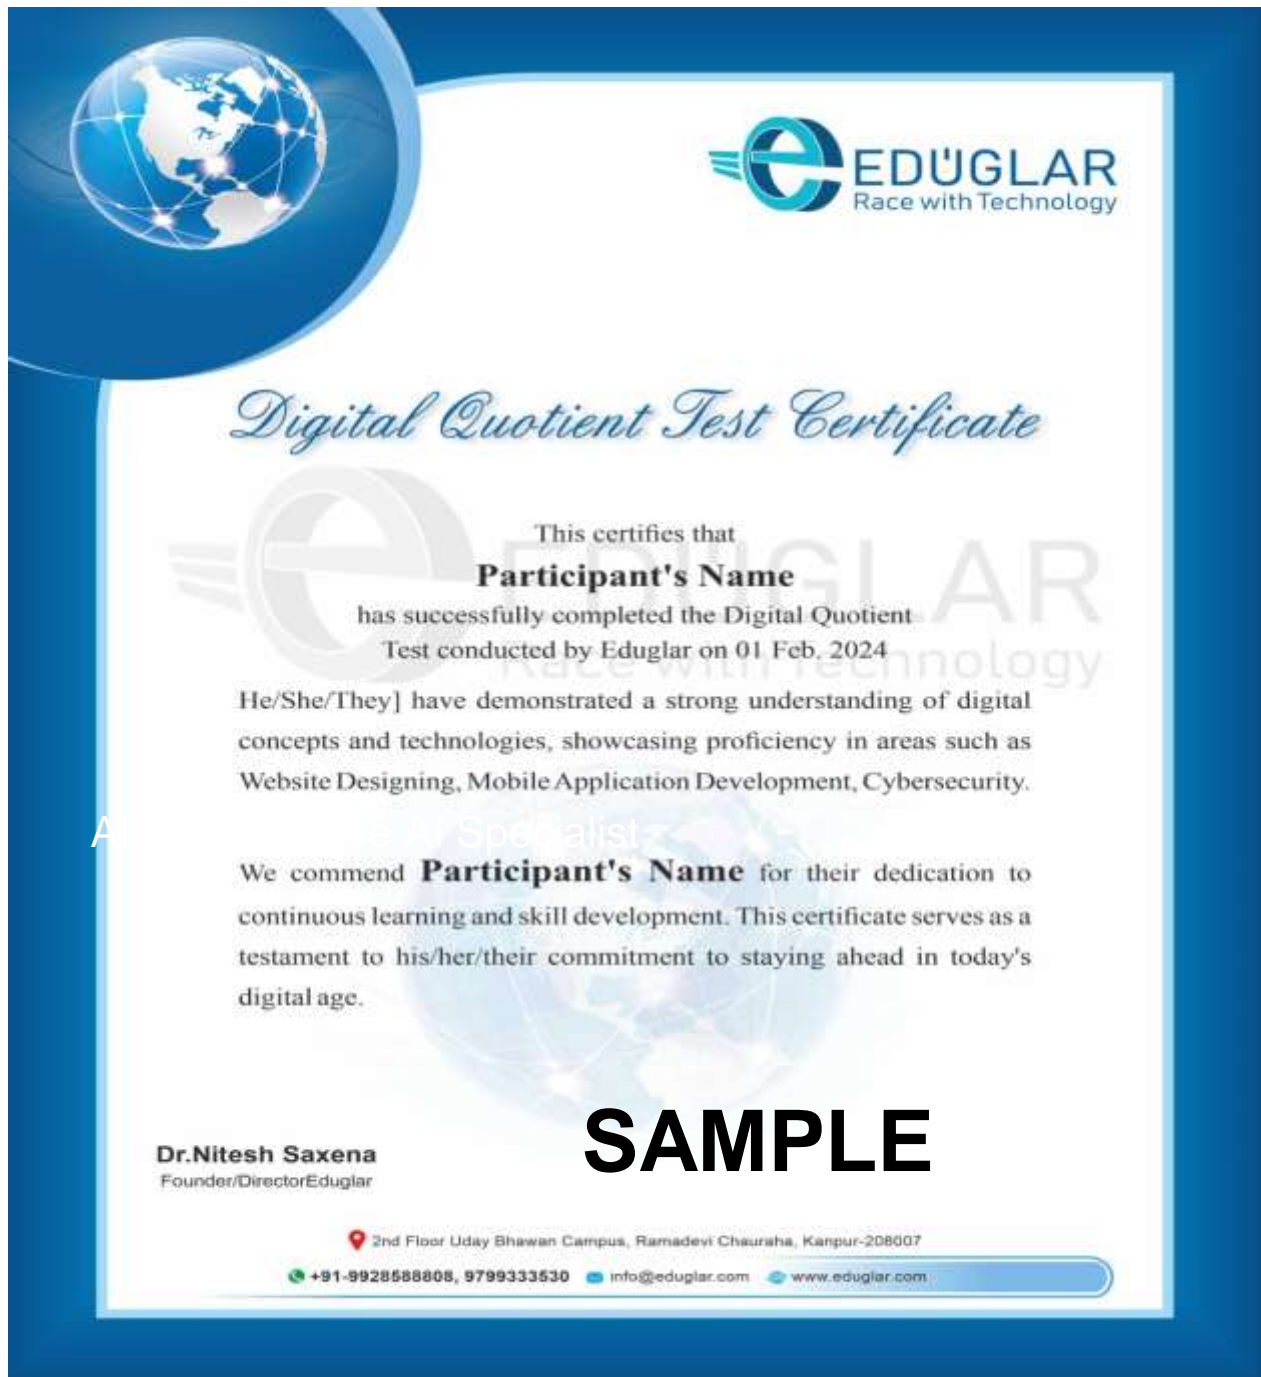 EDÜGLAR
Race with Technology
Digital Quotient Test Certificate
EDÜGLAR
Race with Technology
This certifies that
Participant's Name
has successfully completed the Digital Quotient
Test conducted by Eduglar on 01 Feb, 2024
He/She/They] have demonstrated a strong understanding of digital
concepts and technologies, showcasing proficiency in areas such as
Website Designing, Mobile Application Development, Cybersecurity.
AI Specialist
We commend Participant's Name for their dedication to
continuous learning and skill development. This certificate serves as a
testament to his/her/their commitment to staying ahead in today's
digital age.
SAMPLE
Dr.Nitesh Saxena
Founder/DirectorEduglar
2nd Floor Uday Bhawan Campus, Ramadevi Chauraha, Kanpur-208007
+91-9928588808, 9799333530 info@eduglar.com www.eduglar.com